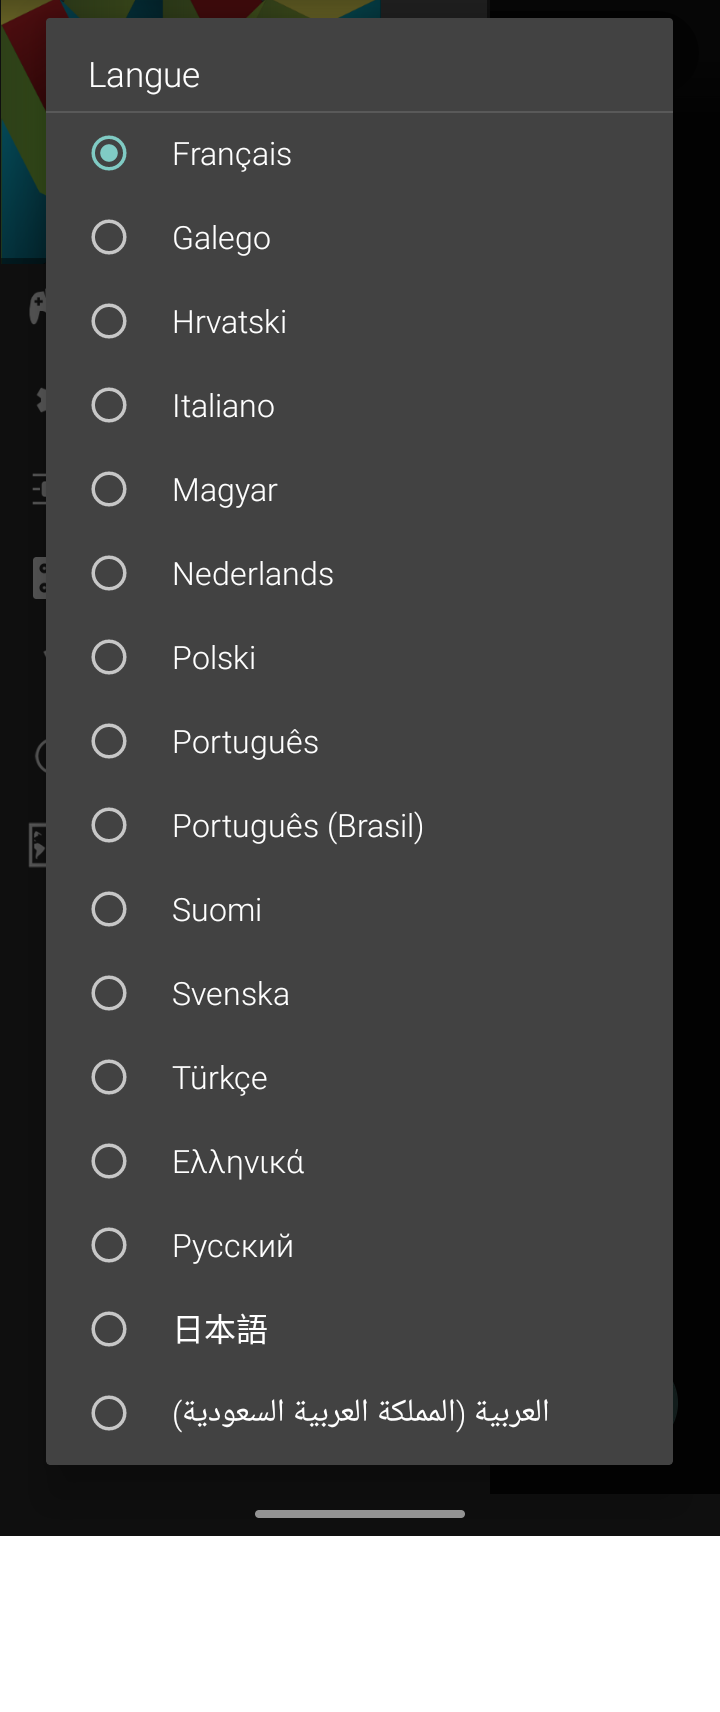 Langue
Français
Galego
Hrvatski
Italiano
Magyar
Nederlands
Polski
Português
Português (Brasil)
Suomi
Svenska
Türkçe
Ελληνικά
Русский
日本語
العربية (المملكة العربية السعودية)